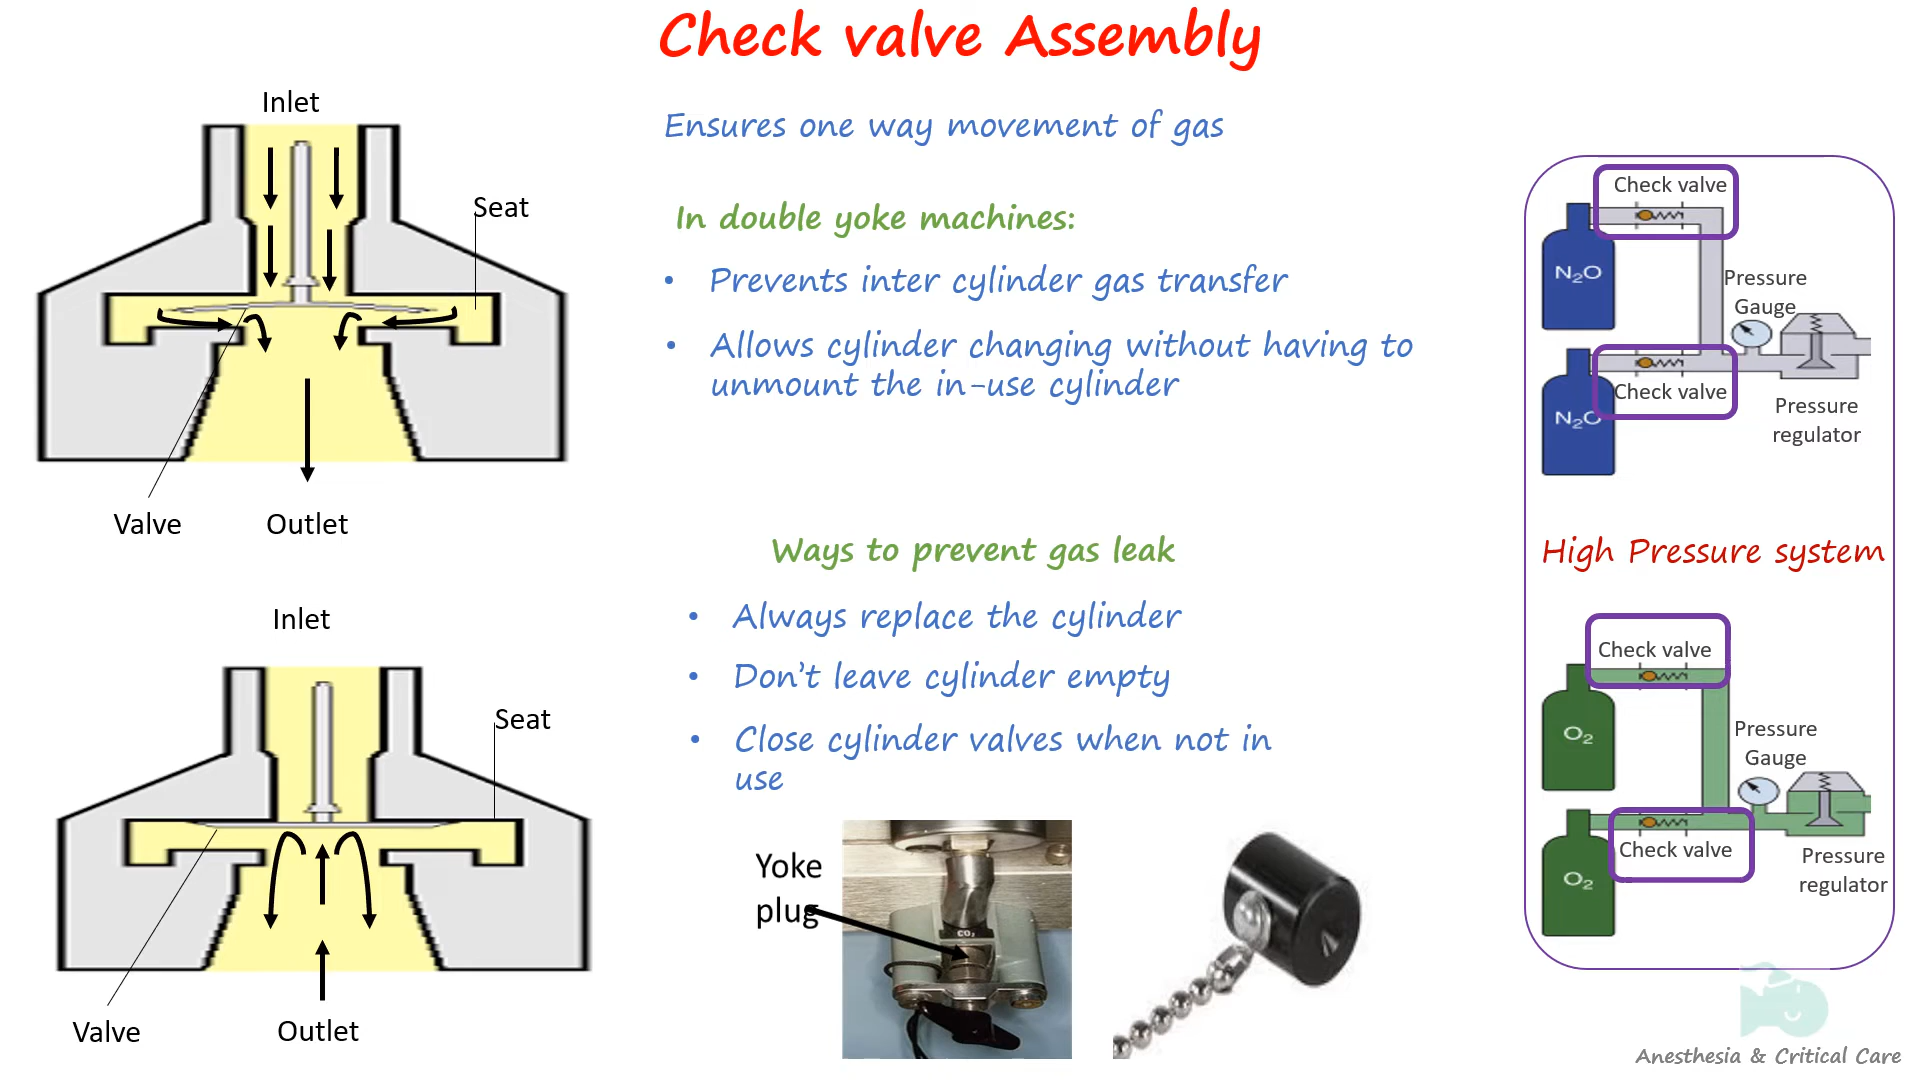 Check valve Assembly
Inlet
Seat
Valve
Outlet
Inlet
Seat
Valve
Outlet
Ensures one way movement of gas
In double yoke machines:
• Prevents inter cylinder gas transfer
• Allows cylinder changing without having to
unmount the in-use cylinder
Ways to prevent gas leak
• Always replace the cylinder
• Don't leave cylinder empty
• Close cylinder valves when not in
use
Yoke
plug
CO₂
Check valve
N₂O
Pressure
Gauge
Check valve
N₂O
Pressure
regulator
High Pressure system
Check valve
O₂
Pressure
Gauge
Check valve
O₂
Pressure
regulator
Anesthesia & Critical Care